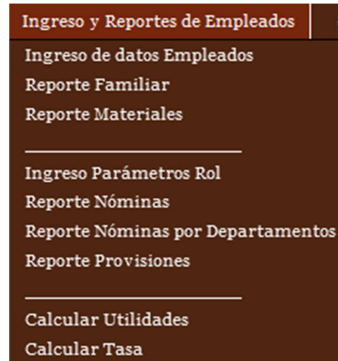 Ingreso y Reportes de Empleados
Ingreso de datos Empleados
Reporte Familiar
Reporte Materiales
Ingreso Parámetros Rol
Reporte Nóminas
Reporte Nóminas por Departamentos
Reporte Provisiones
Calcular Utilidades
Calcular Tasa